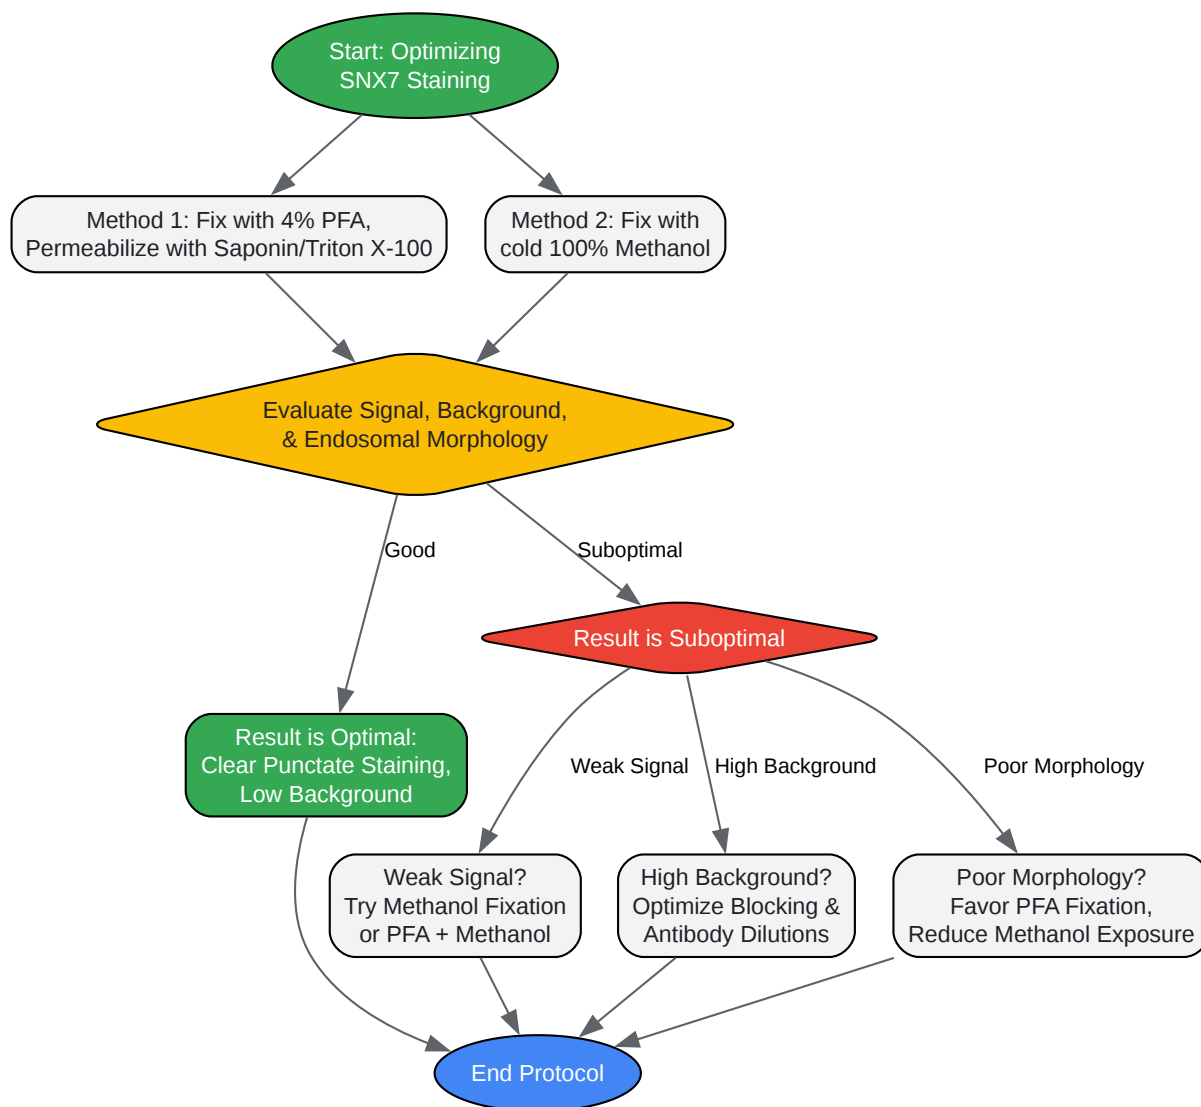 Start: Optimizing
SNX7 Staining
Method 1: Fix with 4% PFA,
Permeabilize with Saponin/Triton X-100
Method 2: Fix with
cold 100% Methanol
Evaluate Signal, Background,
& Endosomal Morphology
Good
Suboptimal
Result is Suboptimal
Result is Optimal:
Clear Punctate Staining,
Low Background
Weak Signal
High Background
Poor Morphology
Weak Signal?
Try Methanol Fixation
or PFA + Methanol
High Background?
Optimize Blocking &
Antibody Dilutions
Poor Morphology?
Favor PFA Fixation,
Reduce Methanol Exposure
End Protocol